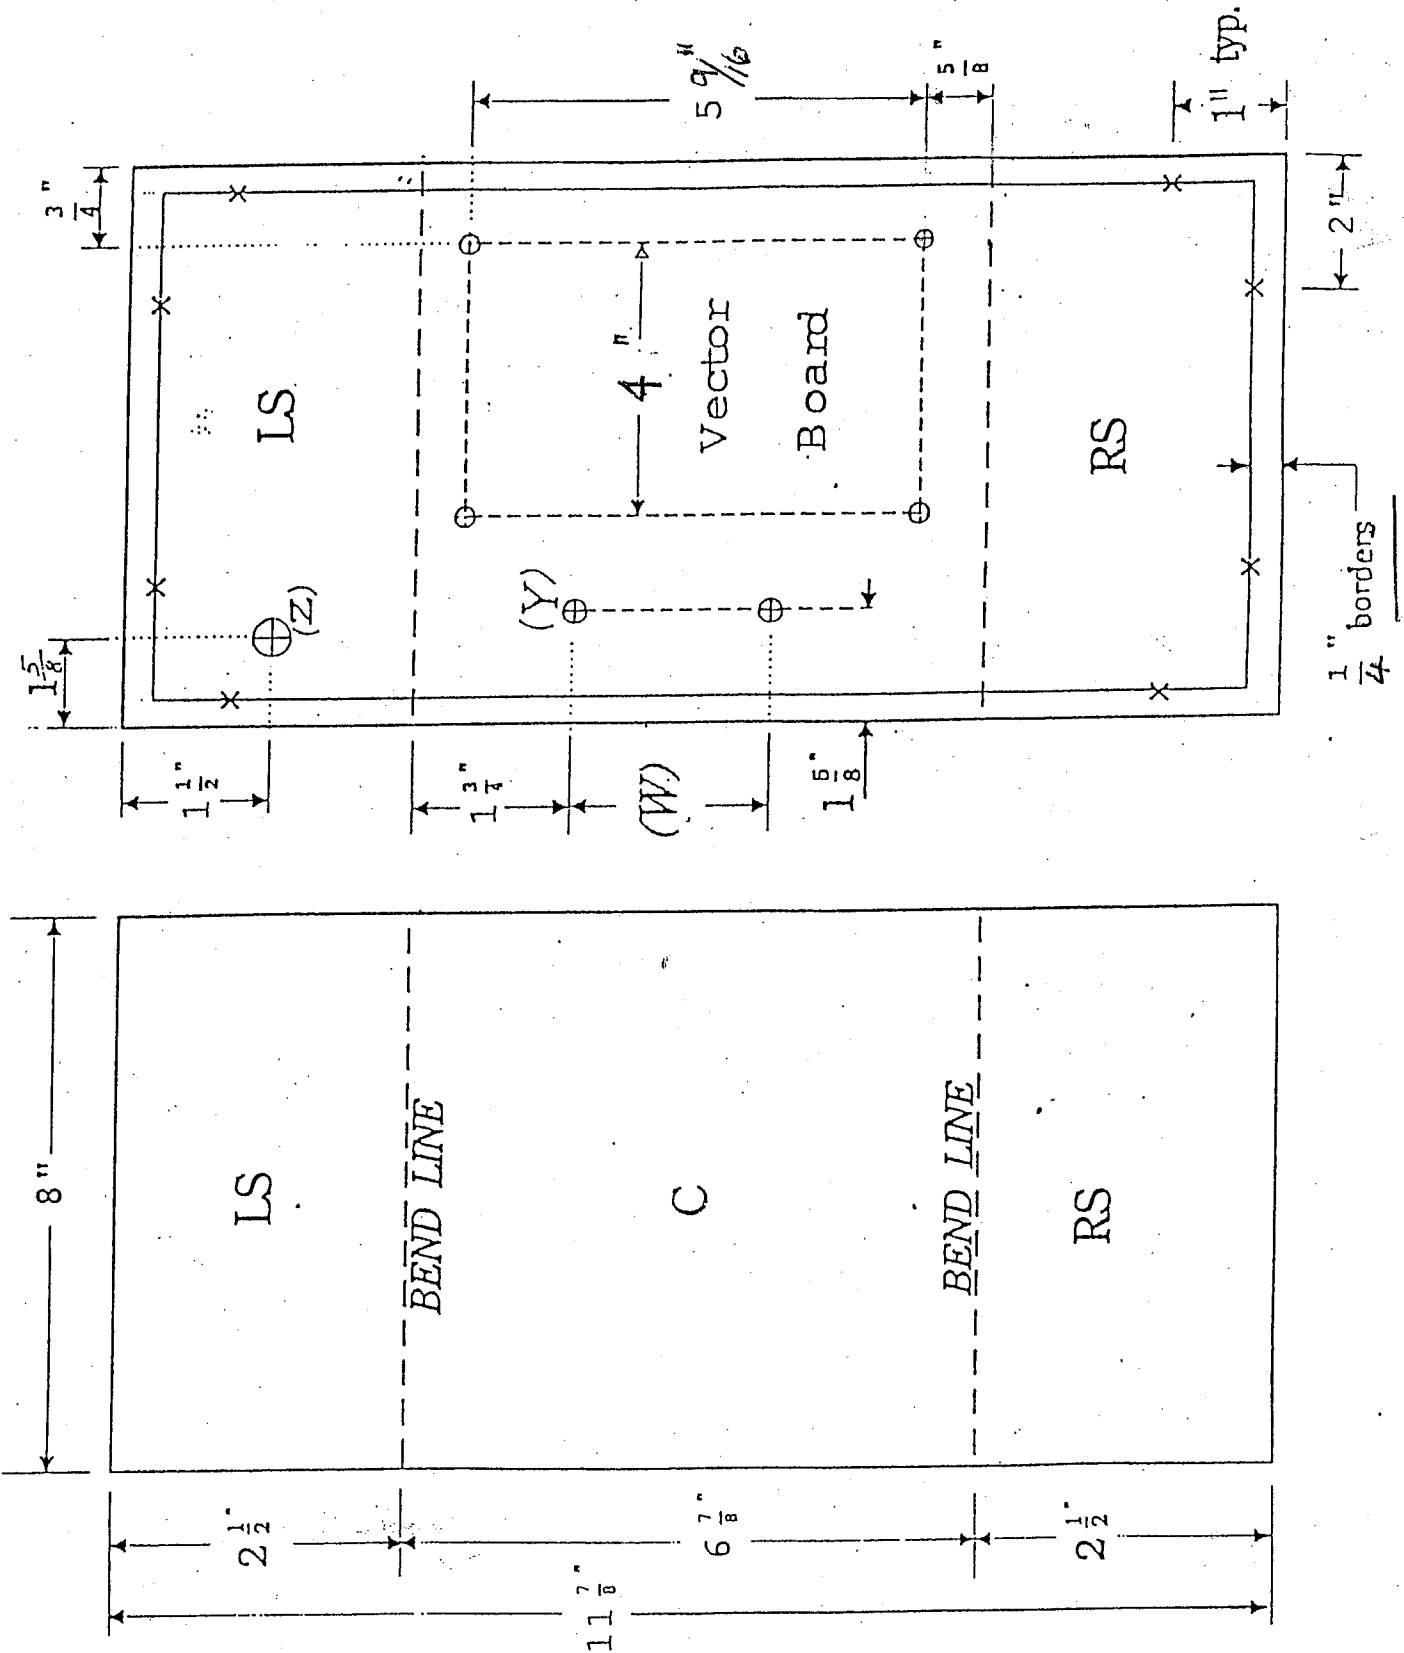 8"
LS
BEND LINE
C
BEND LINE
RS
2 1/2"
6 7/8"
2 1/2"
11 7/8"
3/4"
1 5/8"
1 1/2"
LS
(Z)
5 9/16"
5/8"
1" typ.
4"
Vector
Board
(Y)
1 3/4"
(W)
1 5/8"
RS
2"
1/4" borders